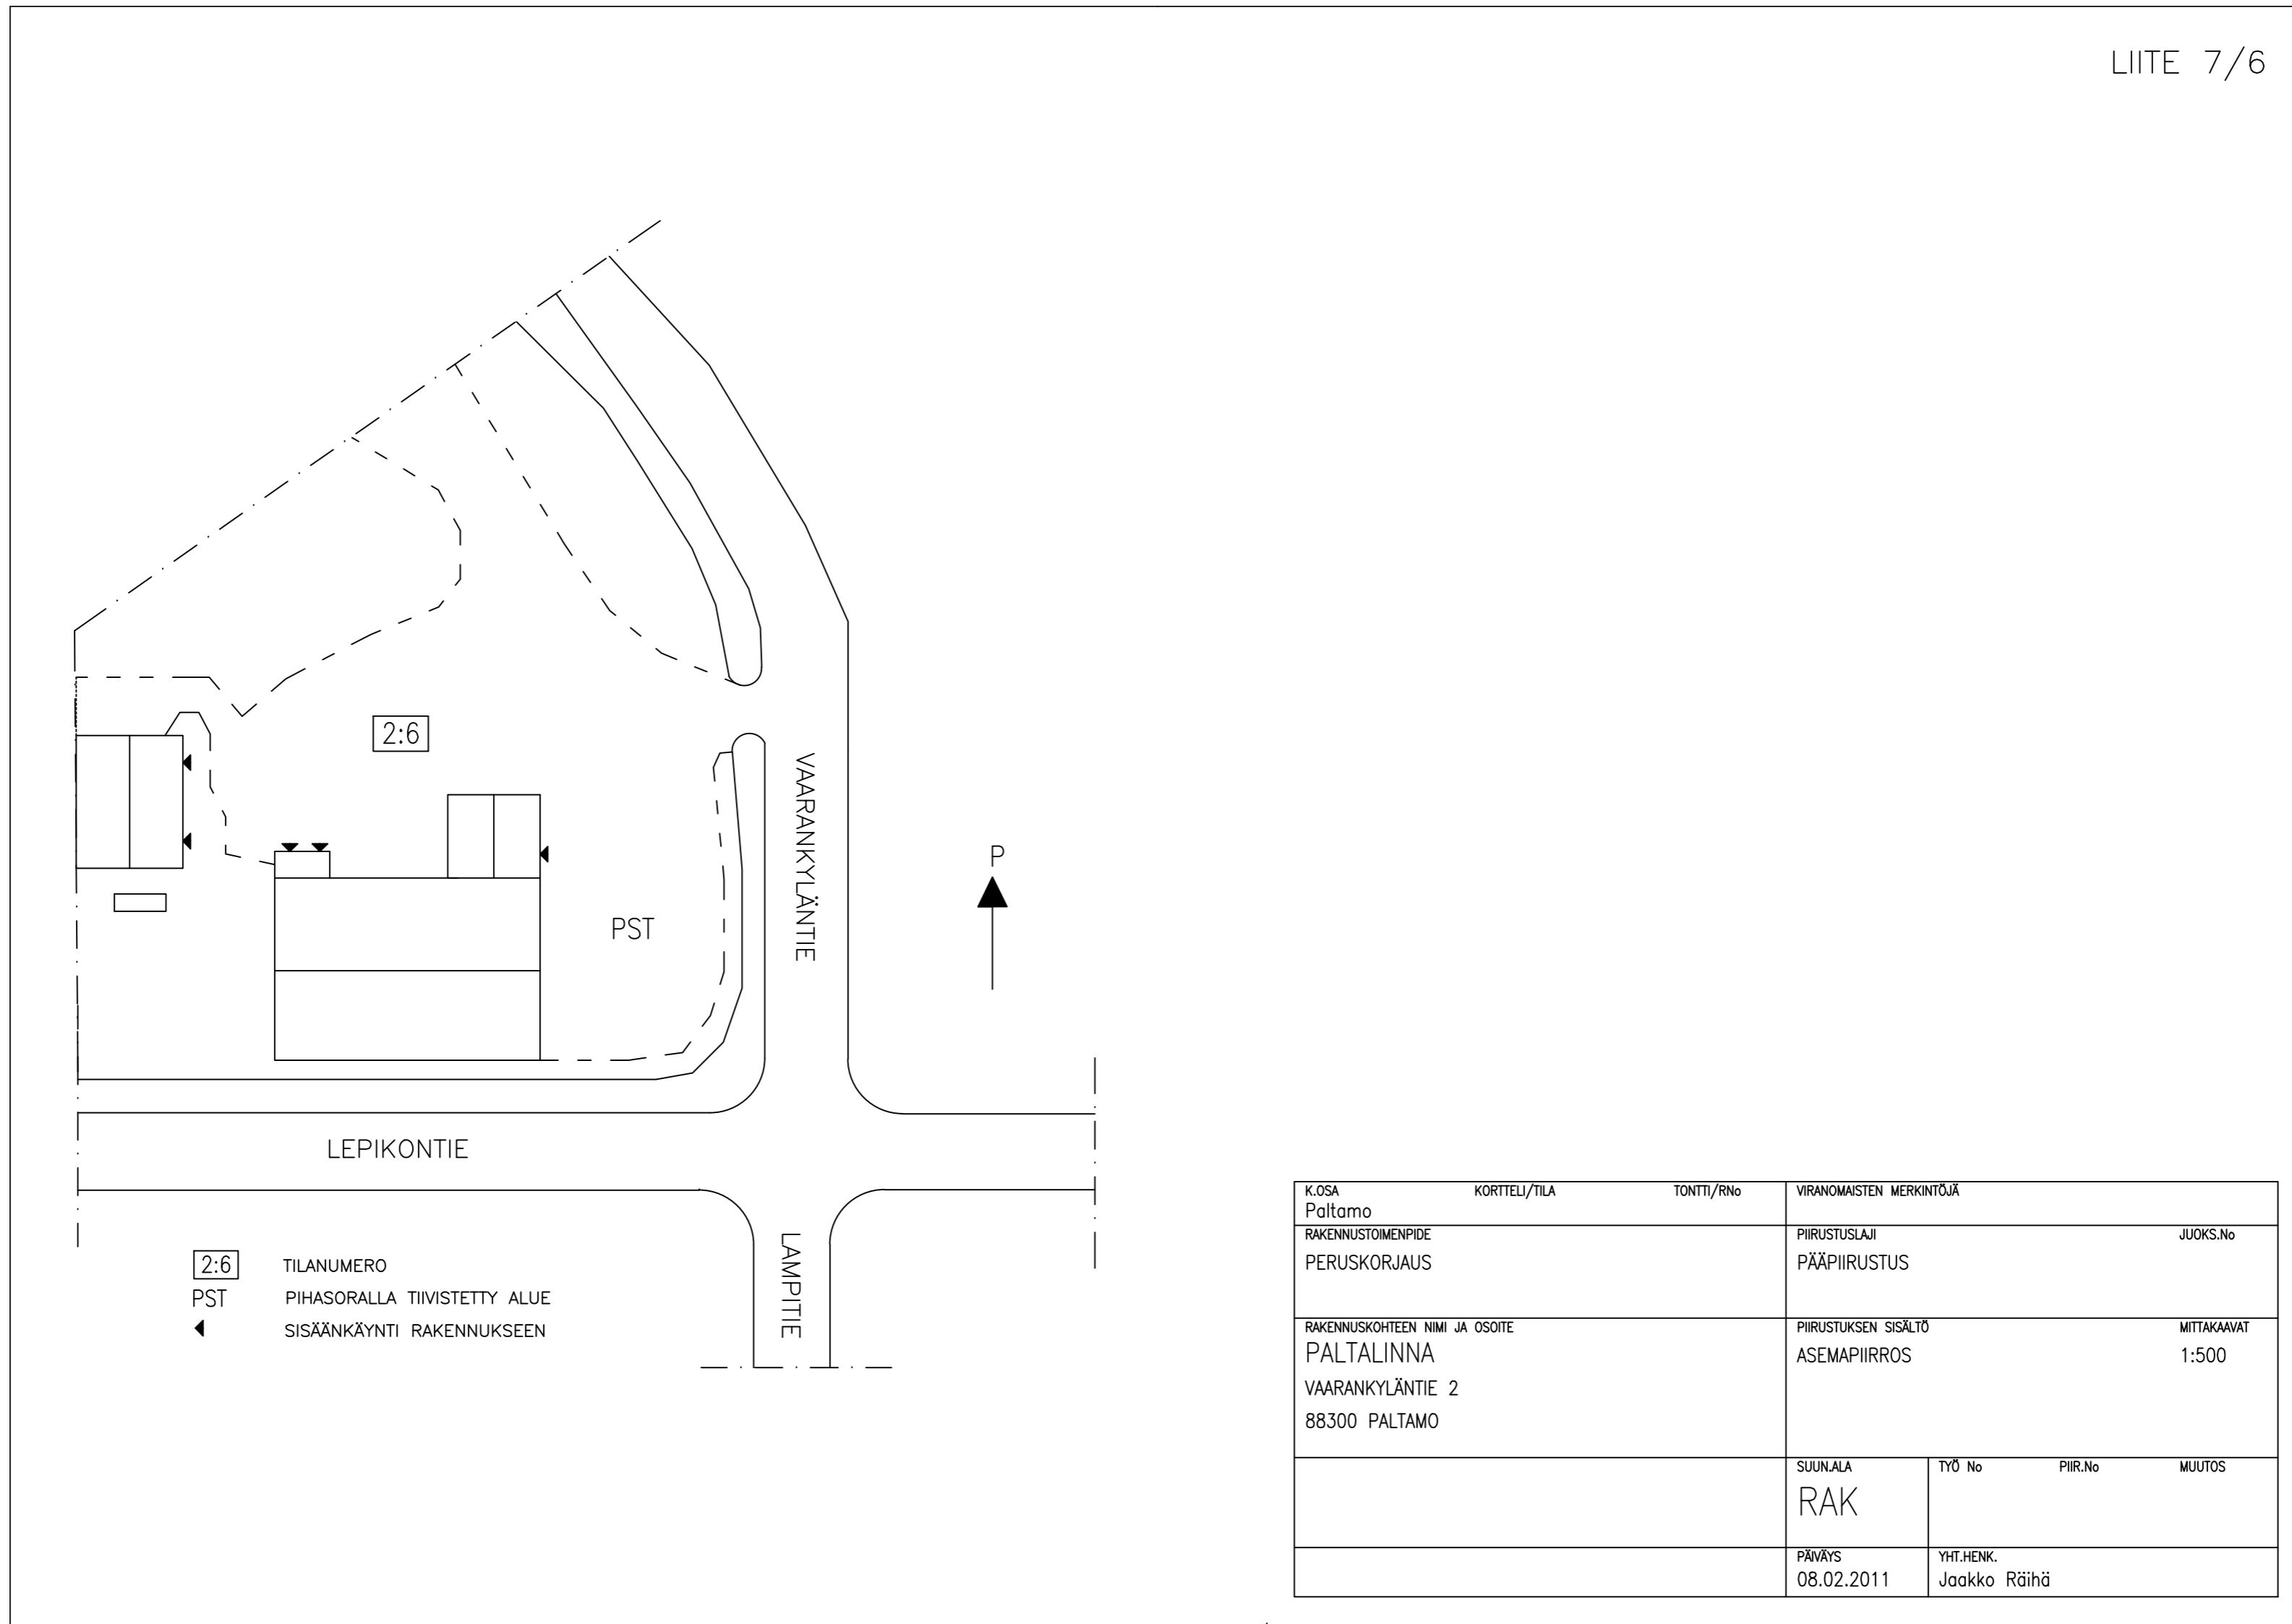 LIITE 7/6
2:6
VAARANKYLÄNTIE
P
PST
LEPIKONTIE
LAMPITIE
2:6 TILANUMERO
PST PIHASORALLA TIIVISTETTY ALUE
SISÄÄNKÄYNTI RAKENNUKSEEN
K.OSA KORTTELI/TILA TONTTI/RNo VIRANOMAISTEN MERKINTÖJÄ
Paltamo
RAKENNUSTOIMENPIDE PIIRUSTUSLAJI JUOKS.No
PERUSKORJAUS PÄÄPIIRUSTUS
RAKENNUSKOHTEEN NIMI JA OSOITE PIIRUSTUKSEN SISÄLTÖ MITTAKAAVAT
PALTALINNA ASEMAPIIRROS 1:500
VAARANKYLÄNTIE 2
88300 PALTAMO
SUUN.ALA TYÖ No PIIR.No MUUTOS
RAK
PÄIVÄYS YHT.HENK.
08.02.2011 Jaakko Räihä